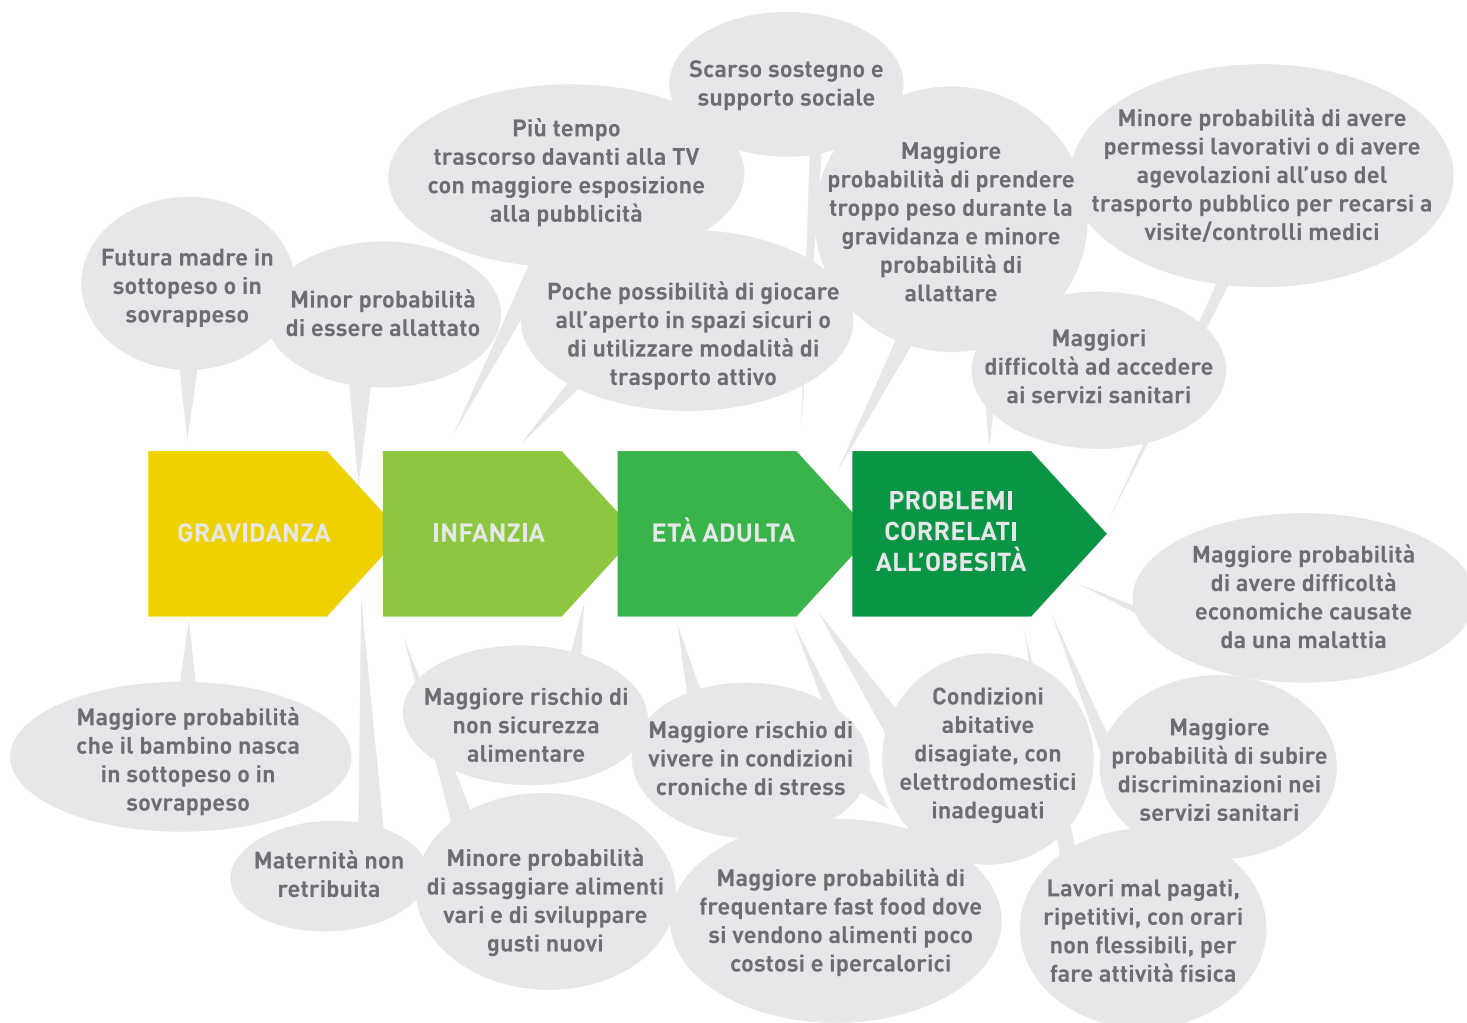 Scarso sostegno e
supporto sociale
Più tempo
trascorso davanti alla TV
con maggiore esposizione
alla pubblicità
Maggiore
probabilità di prendere
troppo peso durante la
gravidanza e minore
probabilità di
allattare
Minore probabilità di avere
permessi lavorativi o di avere
agevolazioni all'uso del
trasporto pubblico per recarsi a
visite/controlli medici
Futura madre in
sottopeso o in
sovrappeso
Minor probabilità
di essere allattato
Poche possibilità di giocare
all'aperto in spazi sicuri o
di utilizzare modalità di
trasporto attivo
Maggiori
difficoltà ad accedere
ai servizi sanitari
GRAVIDANZA
INFANZIA
ETÀ ADULTA
PROBLEMI
CORRELATI
ALL'OBESITÀ
Maggiore probabilità
di avere difficoltà
economiche causate
da una malattia
Maggiore probabilità
che il bambino nasca
in sottopeso o in
sovrappeso
Maggiore rischio di
non sicurezza
alimentare
Maggiore rischio di
vivere in condizioni
croniche di stress
Condizioni
abitative
disagiate, con
elettrodomestici
inadeguati
Maggiore
probabilità di subire
discriminazioni nei
servizi sanitari
Maternità non
retribuita
Minore probabilità
di assaggiare alimenti
vari e di sviluppare
gusti nuovi
Maggiore probabilità di
frequentare fast food dove
si vendono alimenti poco
costosi e ipercalorici
Lavori mal pagati,
ripetitivi, con orari
non flessibili, per
fare attività fisica